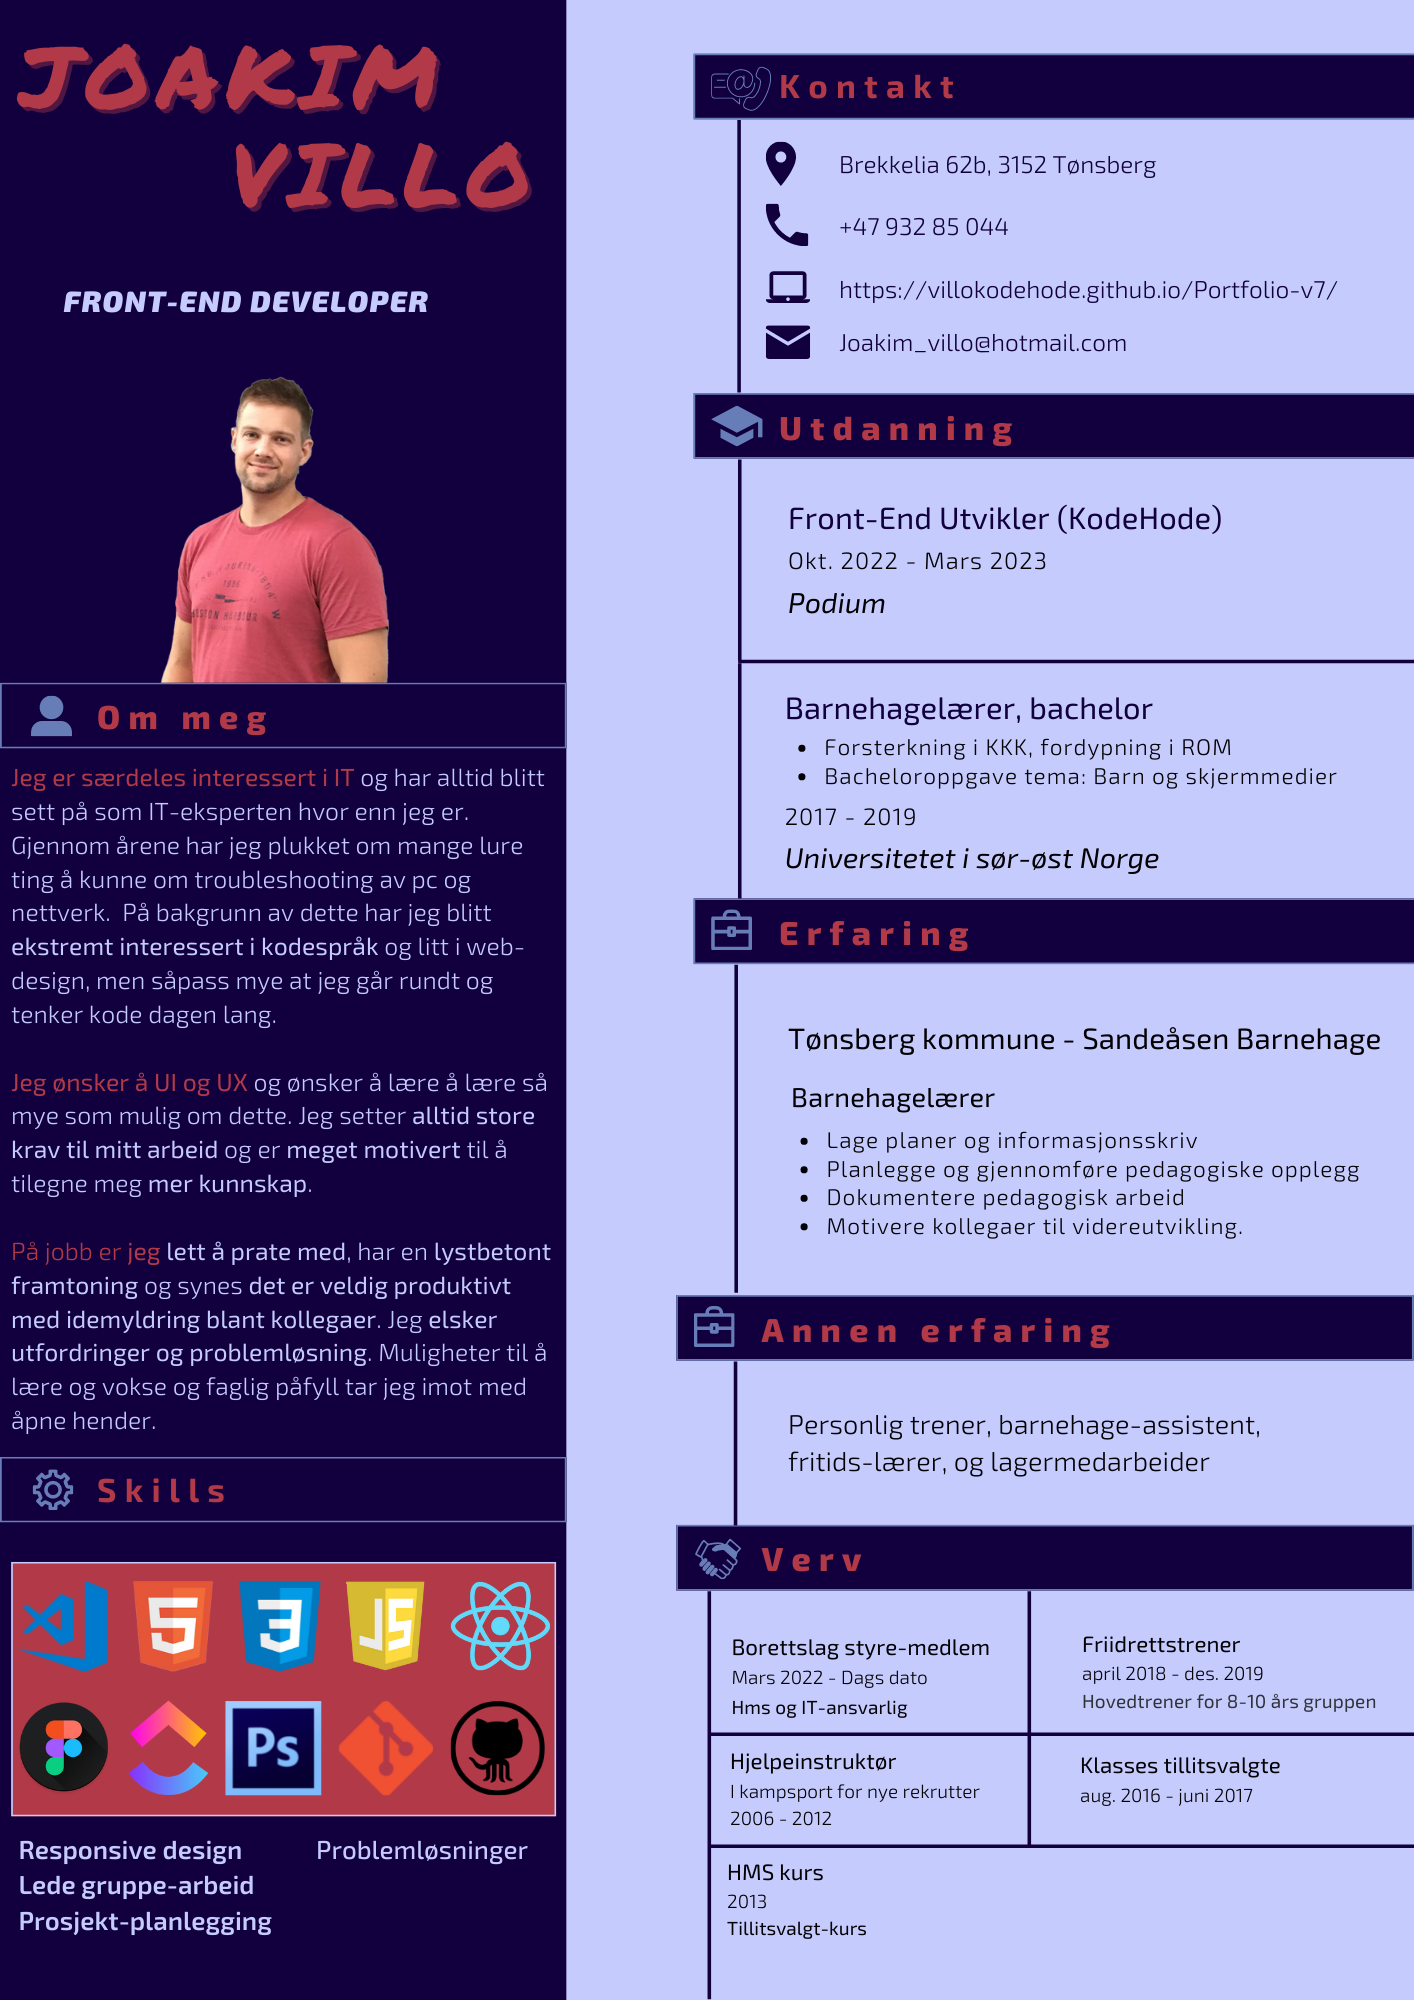 JOAKIM
VILLO
FRONT-END DEVELOPER
Om meg
Jeg er særdeles interessert i IT og har alltid blitt
sett på som IT-eksperten hvor enn jeg er.
Gjennom årene har jeg plukket om mange lure
ting å kunne om troubleshooting av pc og
nettverk.  På bakgrunn av dette har jeg blitt
ekstremt interessert i kodespråk og litt i web-
design, men såpass mye at jeg går rundt og
tenker kode dagen lang.
Jeg ønsker å UI og UX og ønsker å lære å lære så
mye som mulig om dette. Jeg setter alltid store
krav til mitt arbeid og er meget motivert til å
tilegne meg mer kunnskap.
På jobb er jeg lett å prate med, har en lystbetont
framtoning og synes det er veldig produktivt
med idemyldring blant kollegaer. Jeg elsker
utfordringer og problemløsning. Muligheter til å
lære og vokse og faglig påfyll tar jeg imot med
åpne hender.
Skills
5
3
JS
Ps
Responsive design
Problemløsninger
Lede gruppe-arbeid
Prosjekt-planlegging
Kontakt
Brekkelia 62b, 3152 Tønsberg
+47 932 85 044
https://villokodehode.github.io/Portfolio-v7/
Joakim_villo@hotmail.com
Utdanning
Front-End Utvikler (KodeHode)
Okt. 2022 - Mars 2023
Podium
Barnehagelærer, bachelor
• Forsterkning i KKK, fordypning i ROM
• Bacheloroppgave tema: Barn og skjermmedier
2017 - 2019
Universitetet i sør-øst Norge
Erfaring
Tønsberg kommune - Sandeåsen Barnehage
Barnehagelærer
• Lage planer og informasjonsskriv
• Planlegge og gjennomføre pedagogiske opplegg
• Dokumentere pedagogisk arbeid
• Motivere kollegaer til videreutvikling.
Annen erfaring
Personlig trener, barnehage-assistent,
fritids-lærer, og lagermedarbeider
Verv
Borettslag styre-medlem
Mars 2022 - Dags dato
Hms og IT-ansvarlig
Friidrettstrener
april 2018 - des. 2019
Hovedtrener for 8-10 års gruppen
Hjelpeinstruktør
I kampsport for nye rekrutter
2006 - 2012
Klasses tillitsvalgte
aug. 2016 - juni 2017
HMS kurs
2013
Tillitsvalgt-kurs